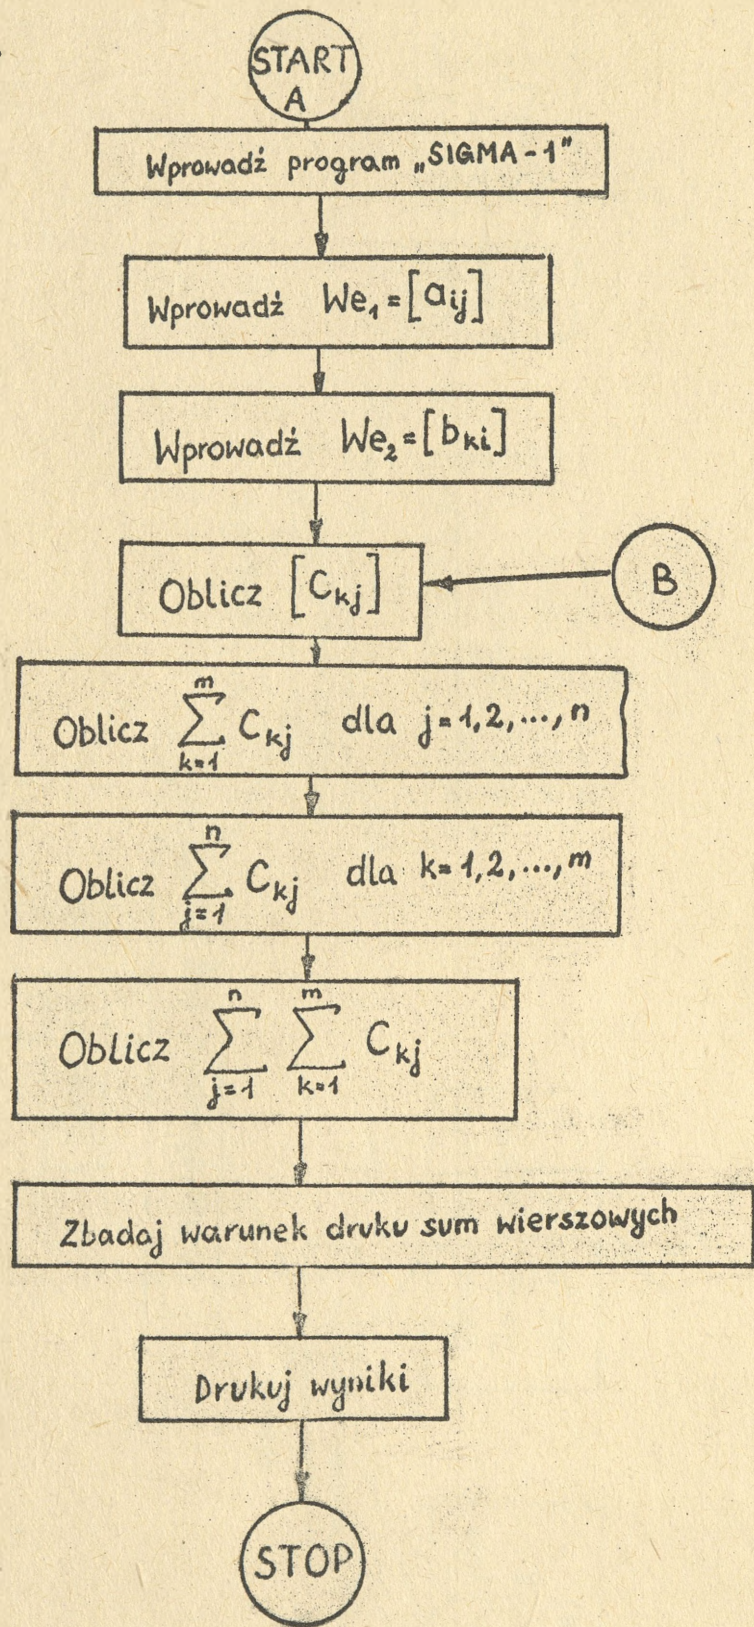 START
A
Wprowadź program „SIGMA-1”
Wprowadź We₁=[aij]
Wprowadź We₂=[bki]
Oblicz [Ckj]
B
Oblicz ∑ₖ₌₁ᵐ Ckj dla j=1,2,...,n
Oblicz ∑ⱼ₌₁ⁿ Ckj dla k=1,2,...,m
Oblicz ∑ⱼ₌₁ⁿ ∑ₖ₌₁ᵐ Ckj
Zbadaj warunek druku sum wierszowych
Drukuj wyniki
STOP